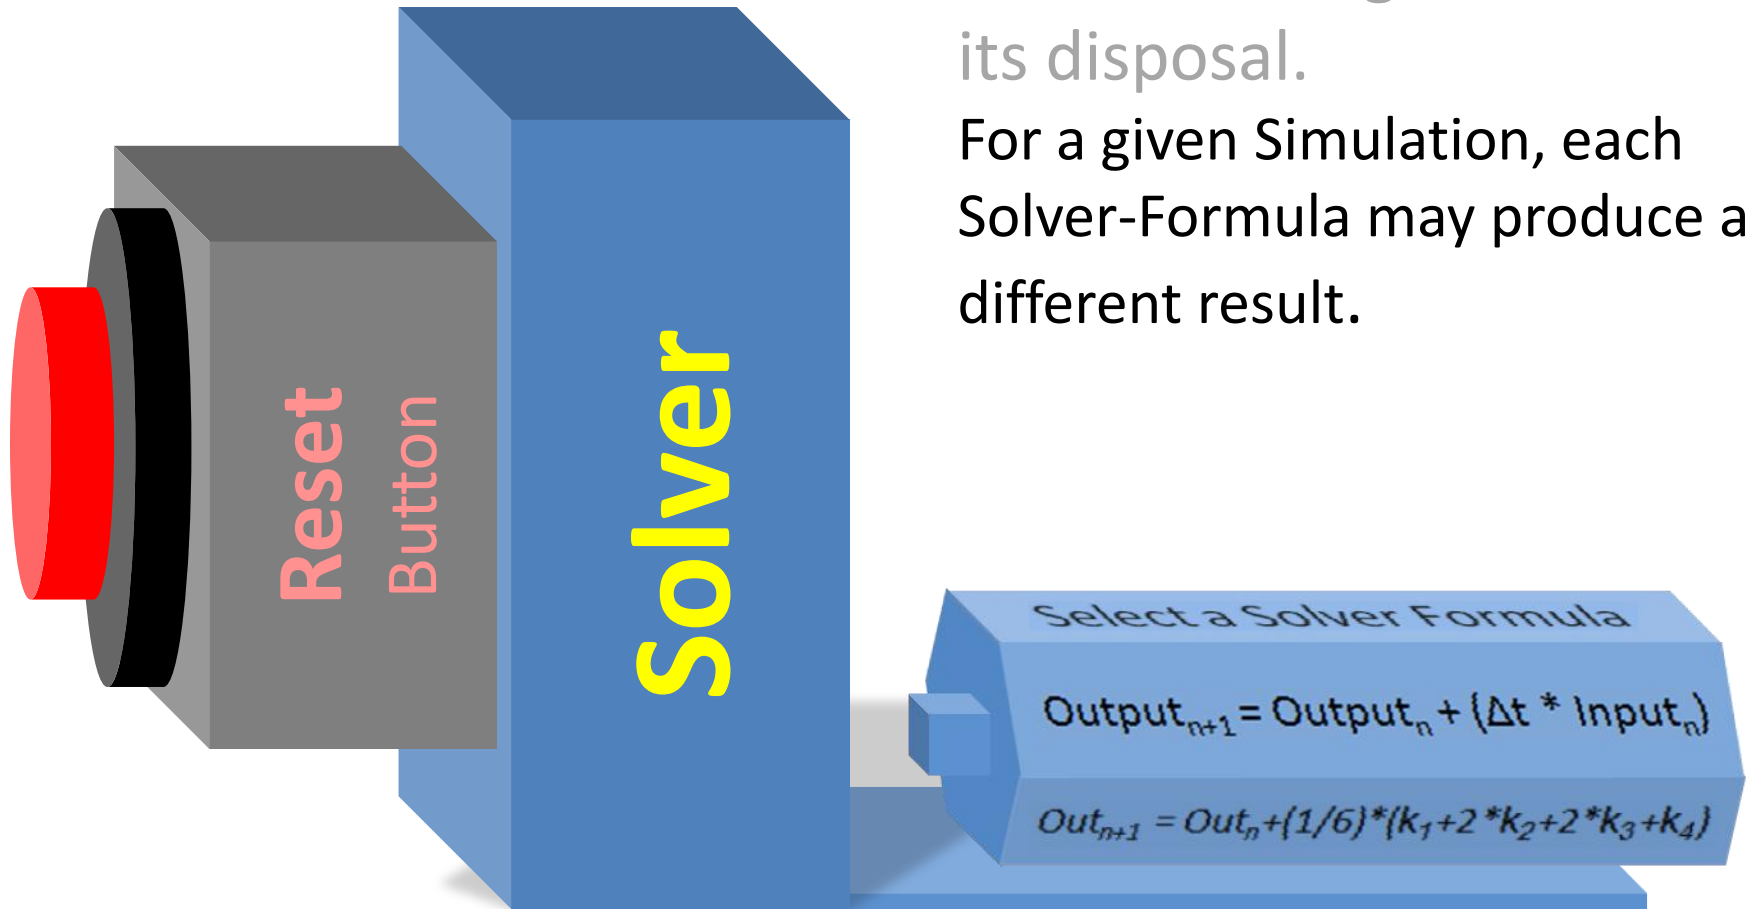 its disposal.
For a given Simulation, each
Solver-Formula may produce a
different result.
Reset
Button
Solver
Select a Solver Formula
Outputₙ₊₁ = Outputₙ + (Δt * Inputₙ)
Outₙ₊₁ = Outₙ+(1/6)*(k₁+2*k₂+2*k₃+k₄)